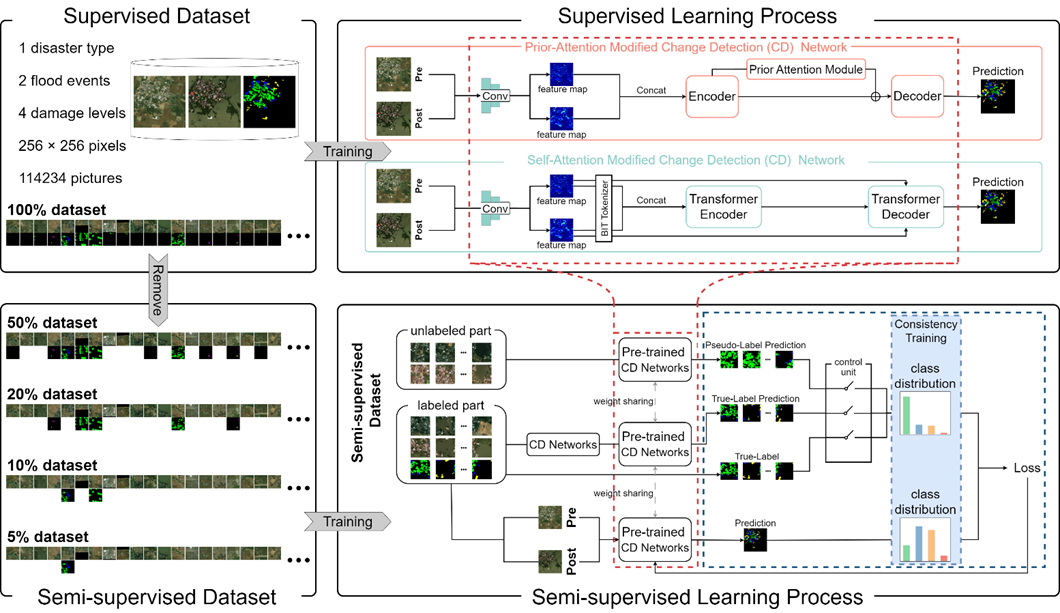 Supervised Dataset
1 disaster type
2 flood events
4 damage levels
256 × 256 pixels
114234 pictures
100% dataset
Remove
50% dataset
20% dataset
10% dataset
5% dataset
Semi-supervised Dataset
Training
Training
Supervised Learning Process
Prior-Attention Modified Change Detection (CD) Network
Pre
Post
Conv
feature map
feature map
Concat
Encoder
Prior Attention Module
Decoder
Prediction
Self-Attention Modified Change Detection (CD) Network
Pre
Post
Conv
feature map
feature map
BIT Tokenizer
Concat
Transformer
Encoder
Transformer
Decoder
Prediction
Semi-supervised
Dataset
unlabeled part
labeled part
CD Networks
Pre-trained
CD Networks
weight sharing
Pre-trained
CD Networks
weight sharing
Pre
Post
Pre-trained
CD Networks
Pseudo-Label Prediction
True-Label Prediction
True-Label
Prediction
control
unit
Consistency
Training
class
distribution
class
distribution
Loss
Semi-supervised Learning Process